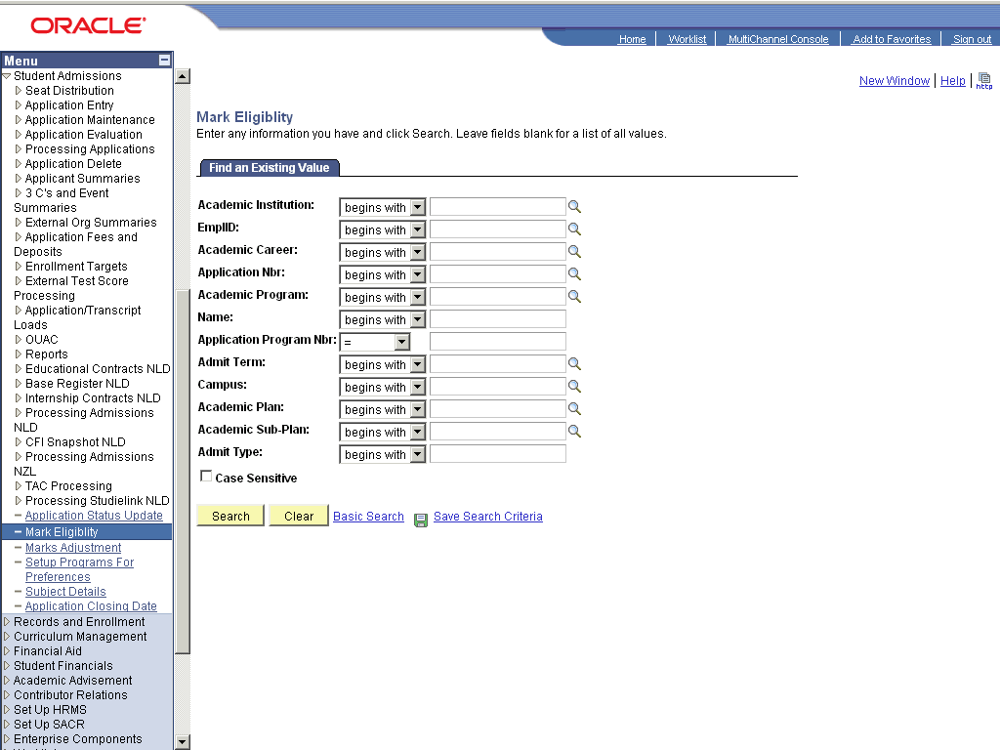 ORACLE®
Home
Worklist
MultiChannel Console
Add to Favorites
Sign out
Menu
Student Admissions
Seat Distribution
Application Entry
Application Maintenance
Application Evaluation
Processing Applications
Application Delete
Applicant Summaries
3 C's and Event
Summaries
External Org Summaries
Application Fees and
Deposits
Enrollment Targets
External Test Score
Processing
Application/Transcript
Loads
OUAC
Reports
Educational Contracts NLD
Base Register NLD
Internship Contracts NLD
Processing Admissions
NLD
CFI Snapshot NLD
Processing Admissions
NZL
TAC Processing
Processing Studielink NLD
Application Status Update
Mark Eligiblity
Marks Adjustment
Setup Programs For
Preferences
Subject Details
Application Closing Date
Records and Enrollment
Curriculum Management
Financial Aid
Student Financials
Academic Advisement
Contributor Relations
Set Up HRMS
Set Up SACR
Enterprise Components
New Window
Help
http
Mark Eligiblity
Enter any information you have and click Search. Leave fields blank for a list of all values.
Find an Existing Value
Academic Institution: begins with
EmplID: begins with
Academic Career: begins with
Application Nbr: begins with
Academic Program: begins with
Name: begins with
Application Program Nbr: =
Admit Term: begins with
Campus: begins with
Academic Plan: begins with
Academic Sub-Plan: begins with
Admit Type: begins with
Case Sensitive
Search Clear Basic Search Save Search Criteria